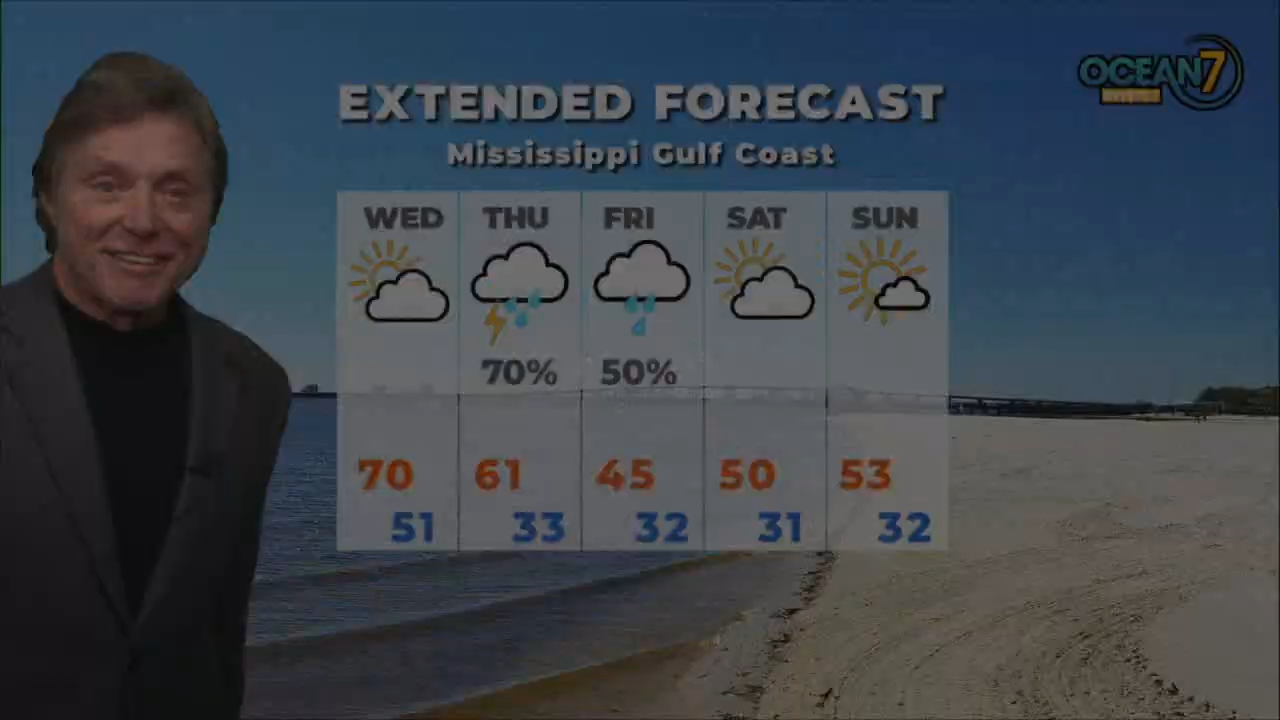 OCEAN7
EXTENDED FORECAST
Mississippi Gulf Coast
WED THU FRI SAT SUN
70% 50%
70 61 45 50 53
51 33 32 31 32